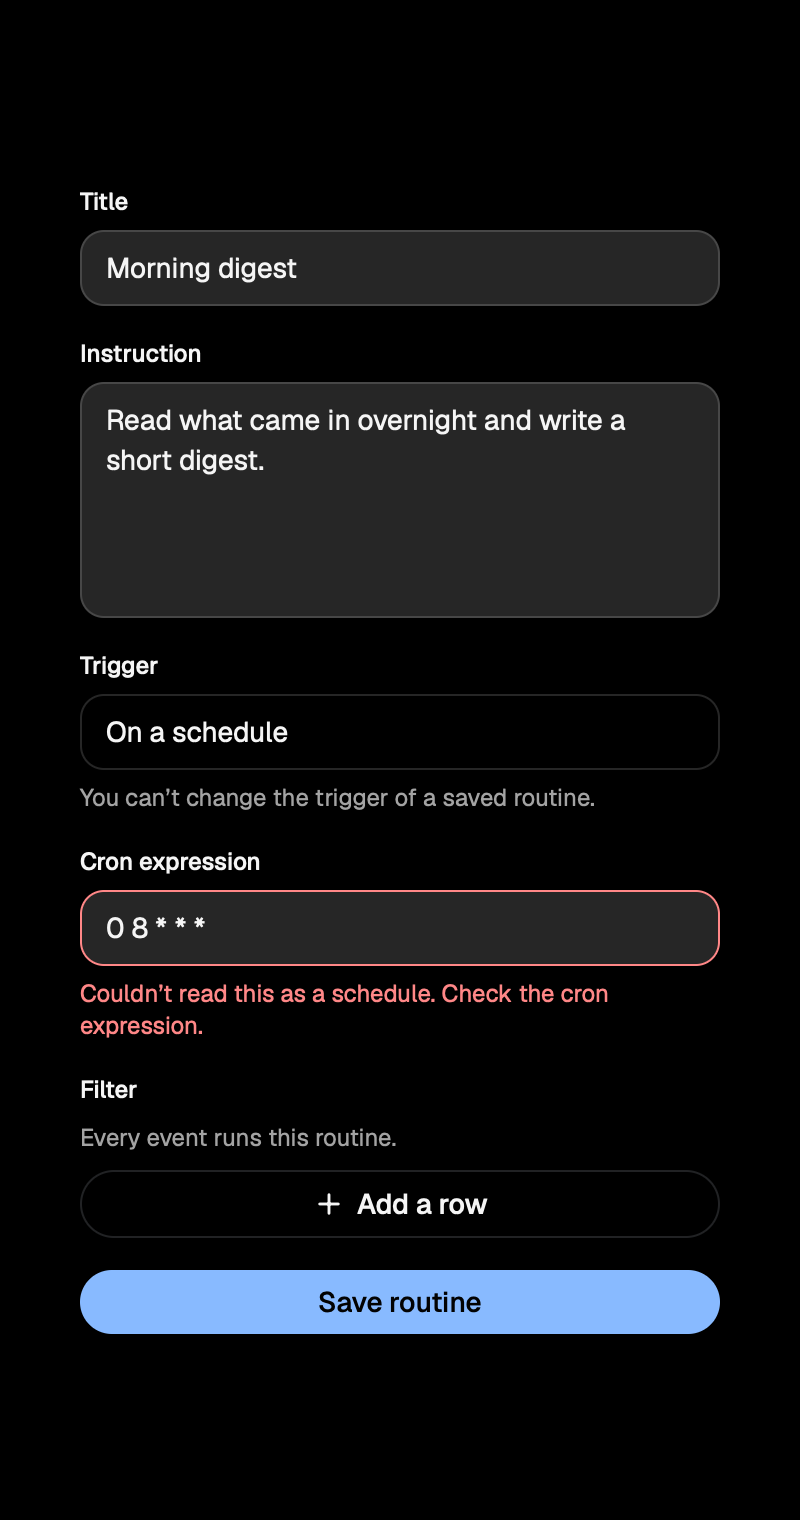 Title
Morning digest
Instruction
Read what came in overnight and write a
short digest.
Trigger
On a schedule
You can’t change the trigger of a saved routine.
Cron expression
0 8 * * *
Couldn’t read this as a schedule. Check the cron
expression.
Filter
Every event runs this routine.
+ Add a row
Save routine